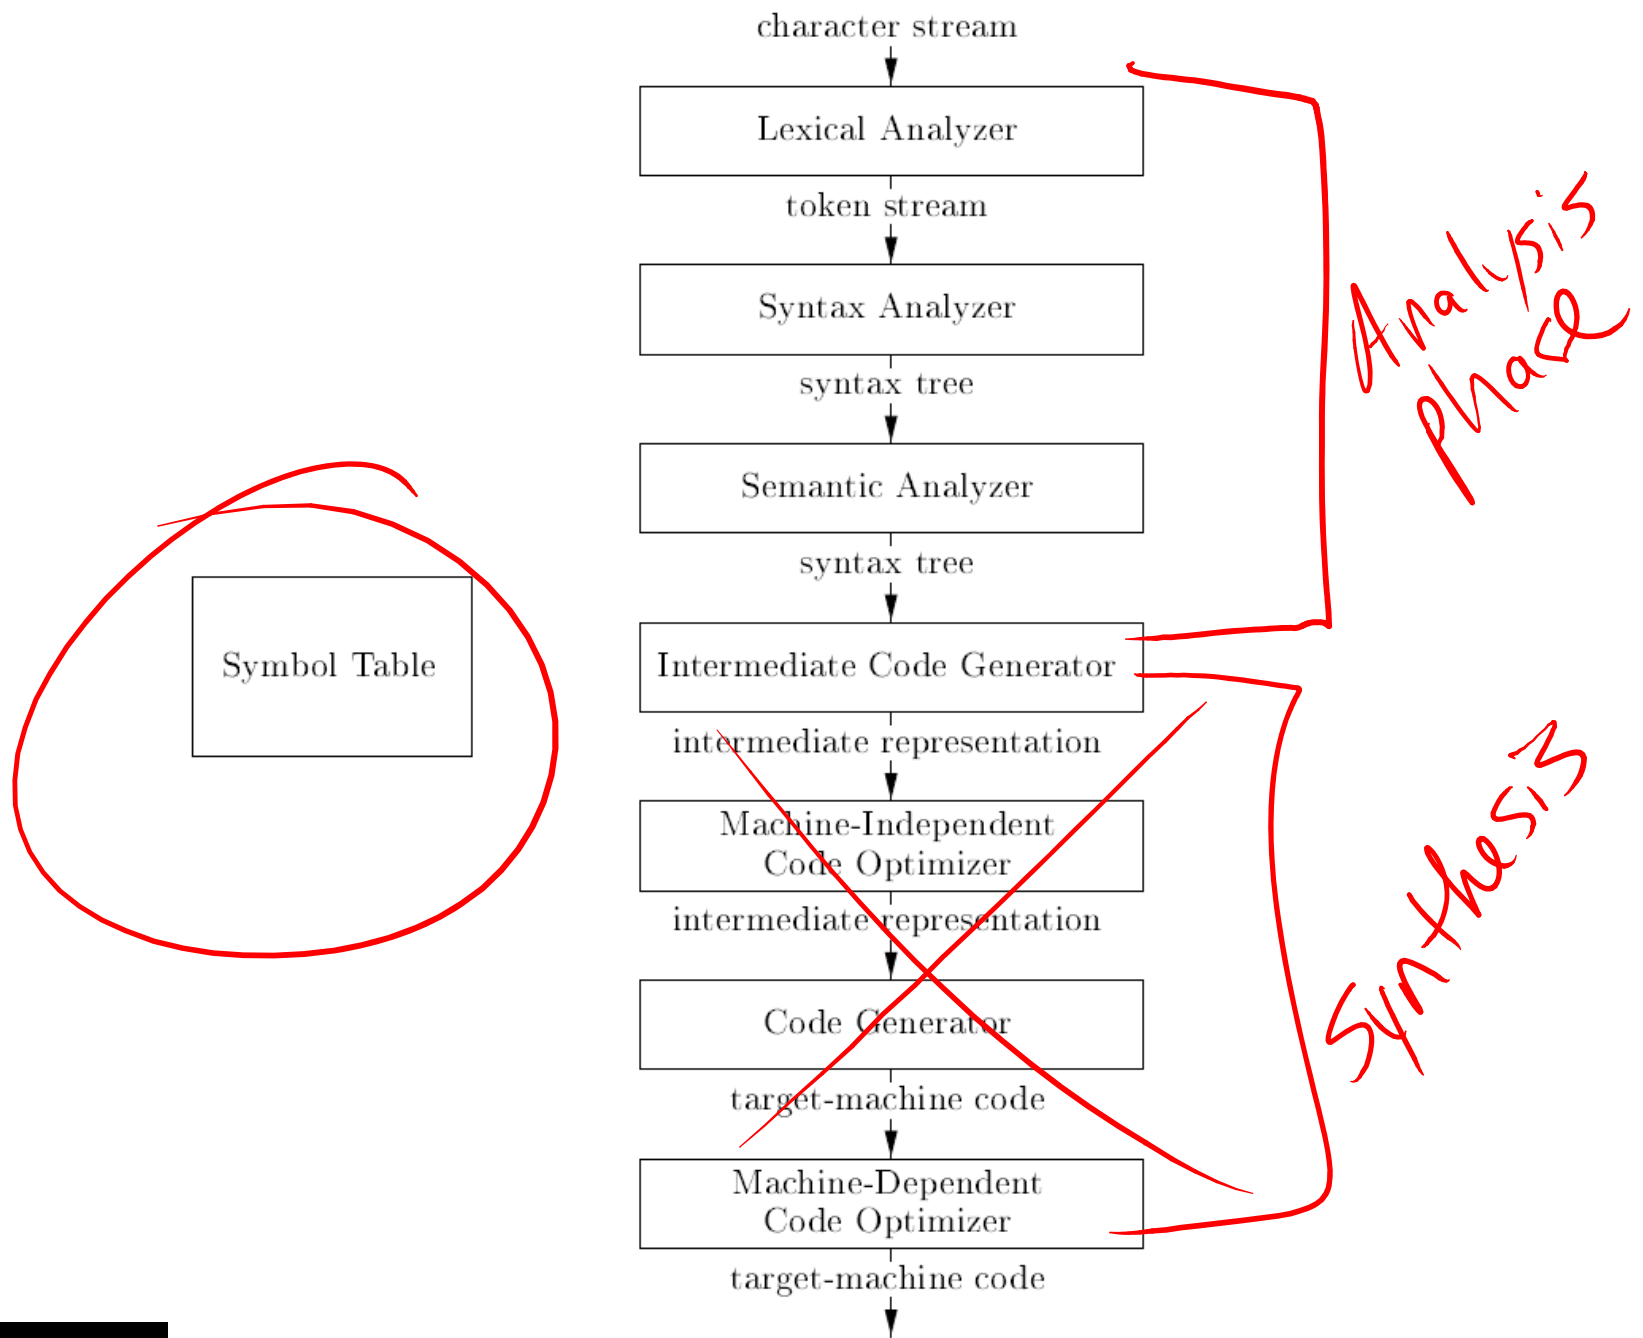 character stream
Lexical Analyzer
token stream
Syntax Analyzer
syntax tree
Semantic Analyzer
syntax tree
Intermediate Code Generator
intermediate representation
Machine-Independent
Code Optimizer
intermediate representation
Code Generator
target-machine code
Machine-Dependent
Code Optimizer
target-machine code
Symbol Table
Analysis
phase
Synthesis